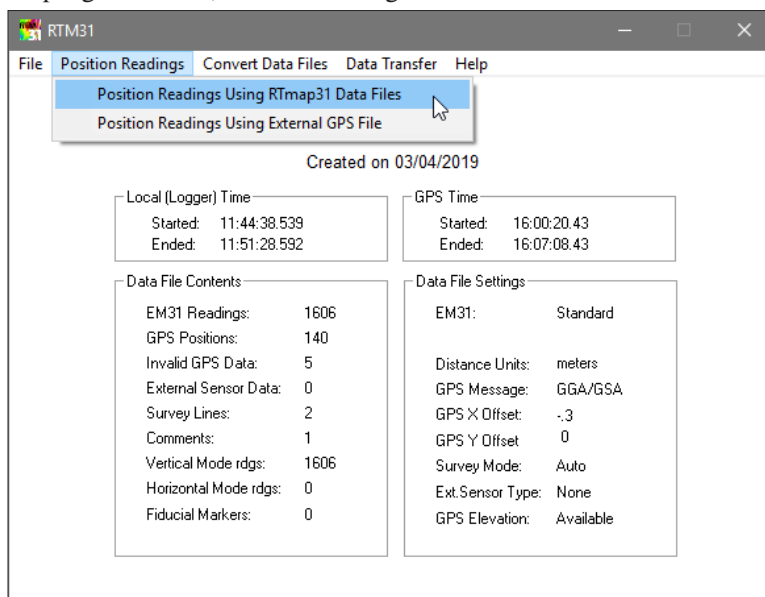 RTM31
File Position Readings Convert Data Files Data Transfer Help
Position Readings Using RTmap31 Data Files
Position Readings Using External GPS File
Created on 03/04/2019
Local (Logger) Time
Started: 11:44:38.539
Ended: 11:51:28.592
GPS Time
Started: 16:00:20.43
Ended: 16:07:08.43
Data File Contents
EM31 Readings: 1606
GPS Positions: 140
Invalid GPS Data: 5
External Sensor Data: 0
Survey Lines: 2
Comments: 1
Vertical Mode rdgs: 1606
Horizontal Mode rdgs: 0
Fiducial Markers: 0
Data File Settings
EM31: Standard
Distance Units: meters
GPS Message: GGA/GSA
GPS X Offset: -.3
GPS Y Offset 0
Survey Mode: Auto
Ext.Sensor Type: None
GPS Elevation: Available